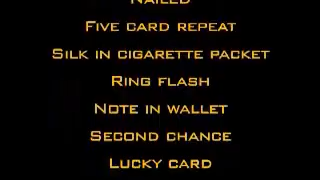 Nailed
Five card repeat
Silk in cigarette packet
Ring flash
Note in wallet
Second chance
Lucky card